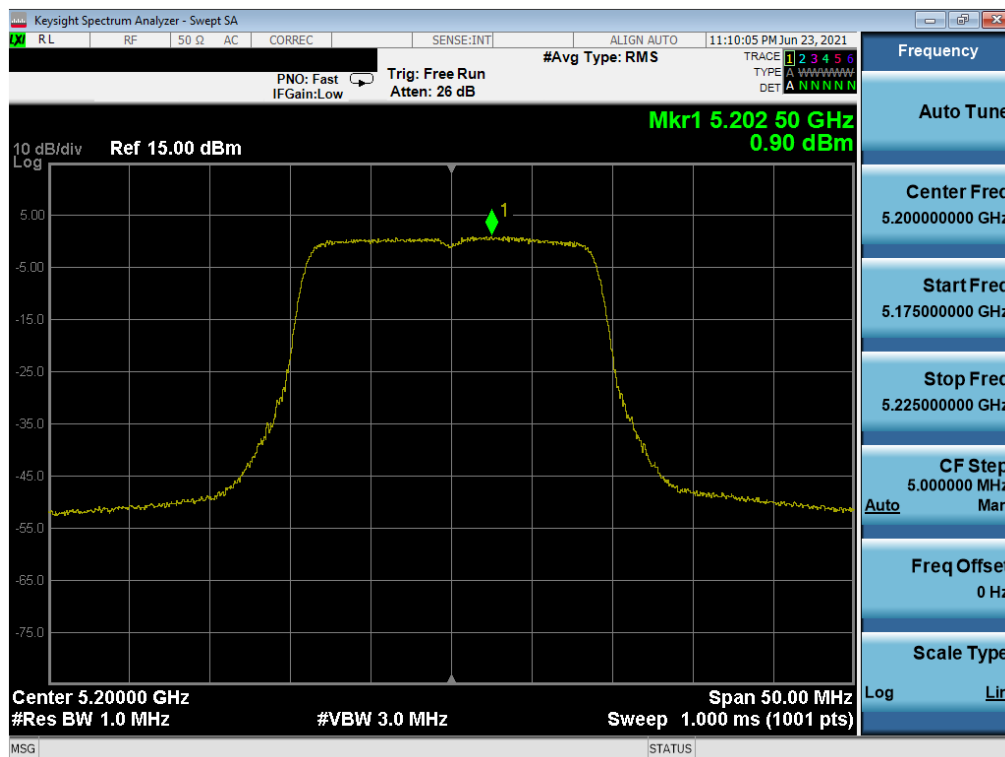 Keysight Spectrum Analyzer - Swept SA
LXI RL RF 50 Ω AC CORREC SENSE:INT ALIGN AUTO 11:10:05 PM Jun 23, 2021
Frequency
#Avg Type: RMS TRACE 1 2 3 4 5 6
PNO: Fast Trig: Free Run TYPE A WWWWW
IFGain:Low Atten: 26 dB DET A N N N N N
Auto Tune
Mkr1 5.202 50 GHz
0.90 dBm
10 dB/div Ref 15.00 dBm
Log
1
5.00
-5.00
-15.0
-25.0
-35.0
-45.0
-55.0
-65.0
-75.0
Center Freq
5.200000000 GHz
Start Freq
5.175000000 GHz
Stop Freq
5.225000000 GHz
CF Step
5.000000 MHz
Auto Man
Freq Offset
0 Hz
Scale Type
Log Lin
Center 5.20000 GHz Span 50.00 MHz
#Res BW 1.0 MHz #VBW 3.0 MHz Sweep 1.000 ms (1001 pts)
MSG STATUS